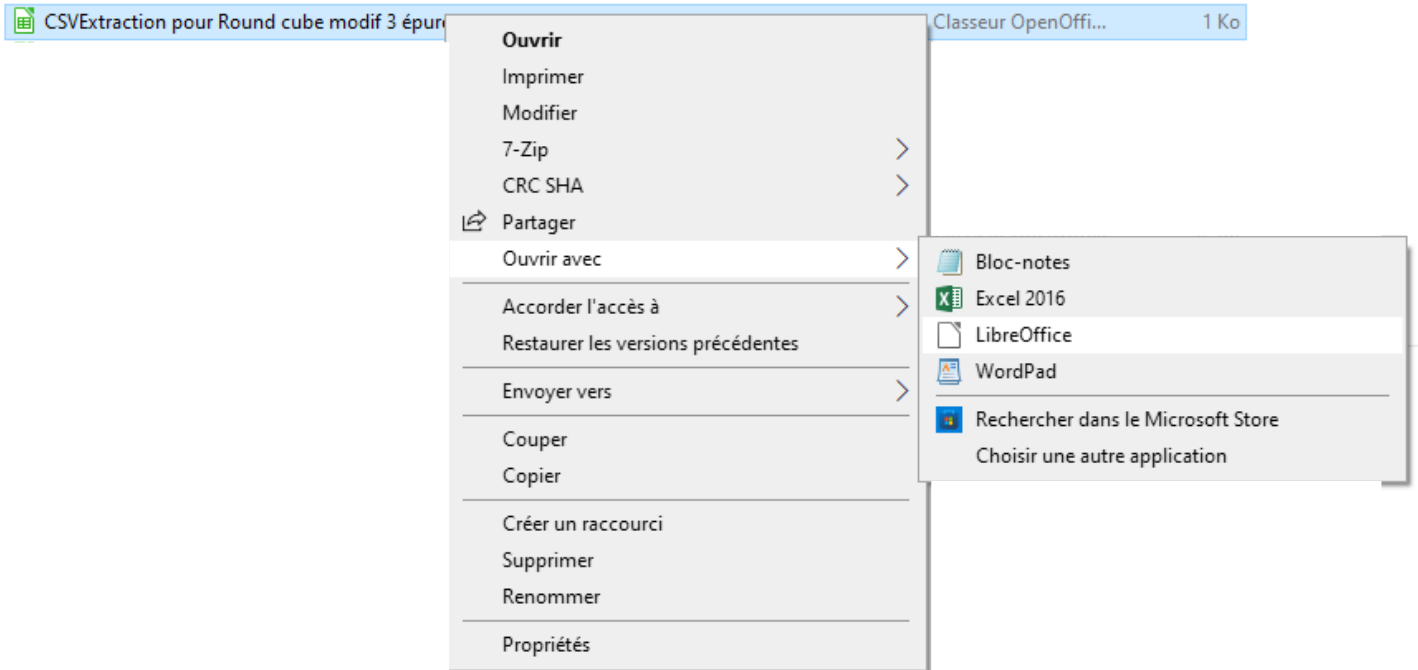 CSVExtraction pour Round cube modif 3 épur Classeur OpenOffi... 1 Ko
Ouvrir
Imprimer
Modifier
7-Zip
CRC SHA
Partager
Ouvrir avec
Bloc-notes
Excel 2016
LibreOffice
WordPad
Rechercher dans le Microsoft Store
Choisir une autre application
Accorder l'accès à
Restaurer les versions précédentes
Envoyer vers
Couper
Copier
Créer un raccourci
Supprimer
Renommer
Propriétés